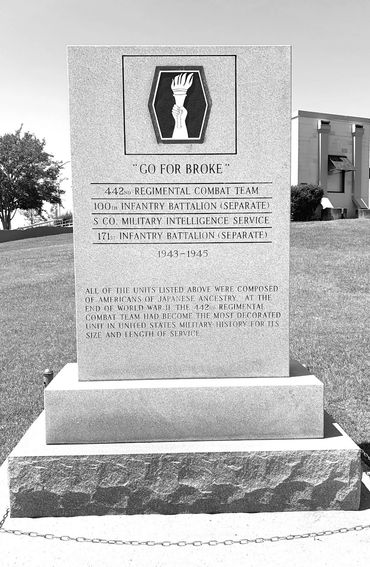 "GO FOR BROKE"
442ND REGIMENTAL COMBAT TEAM
100TH INFANTRY BATTALION (SEPARATE)
S CO. MILITARY INTELLIGENCE SERVICE
171ST INFANTRY BATTALION (SEPARATE)
1943-1945
ALL OF THE UNITS LISTED ABOVE WERE COMPOSED
OF AMERICANS OF JAPANESE ANCESTRY. AT THE
END OF WORLD WAR II THE 442ND REGIMENTAL
COMBAT TEAM HAD BECOME THE MOST DECORATED
UNIT IN UNITED STATES MILITARY HISTORY FOR ITS
SIZE AND LENGTH OF SERVICE.